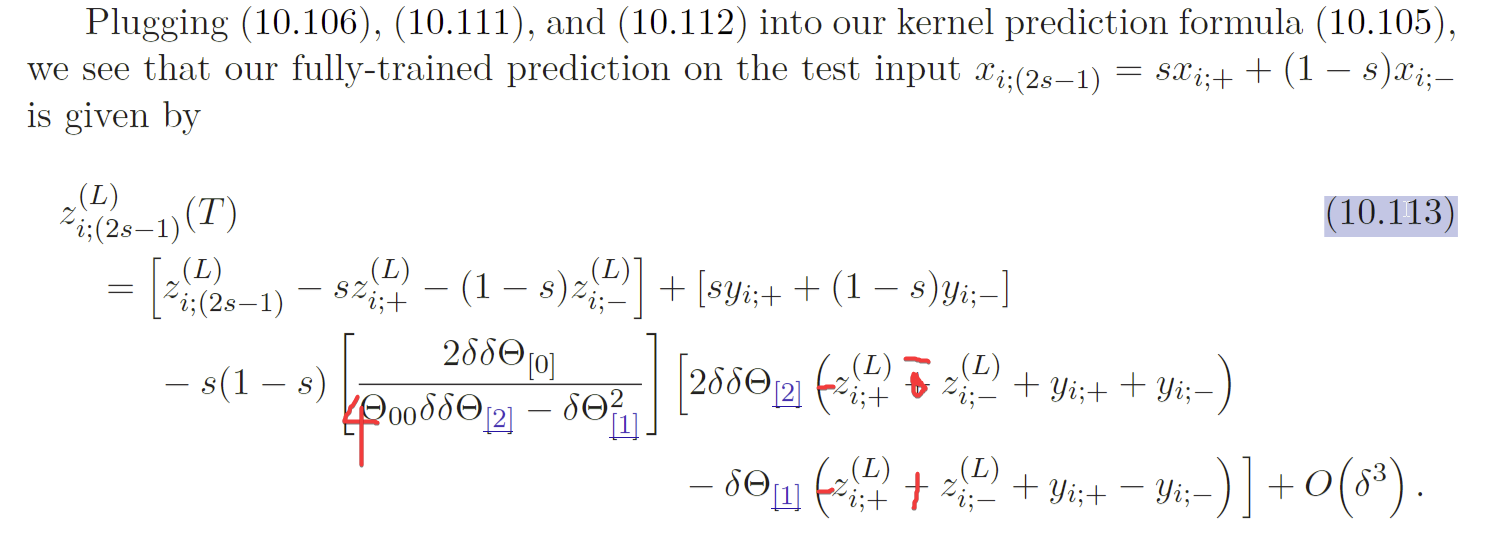 Plugging (10.106), (10.111), and (10.112) into our kernel prediction formula (10.105),
we see that our fully-trained prediction on the test input x_{i;(2s−1)} = sx_{i;+} + (1 − s)x_{i;−}
is given by
z^{(L)}_{i;(2s−1)}(T) (10.113)
= [z^{(L)}_{i;(2s−1)} − sz^{(L)}_{i;+} − (1 − s)z^{(L)}_{i;−}] + [sy_{i;+} + (1 − s)y_{i;−}]
− s(1 − s) [2δδΘ_{[0]} / 4Θ_{00}δδΘ_{[2]} − δΘ^2_{[1]}] [2δδΘ_{[2]} (−z^{(L)}_{i;+} − z^{(L)}_{i;−} + y_{i;+} + y_{i;−})
− δΘ_{[1]} (−z^{(L)}_{i;+} + z^{(L)}_{i;−} + y_{i;+} − y_{i;−})] + O(δ^3).